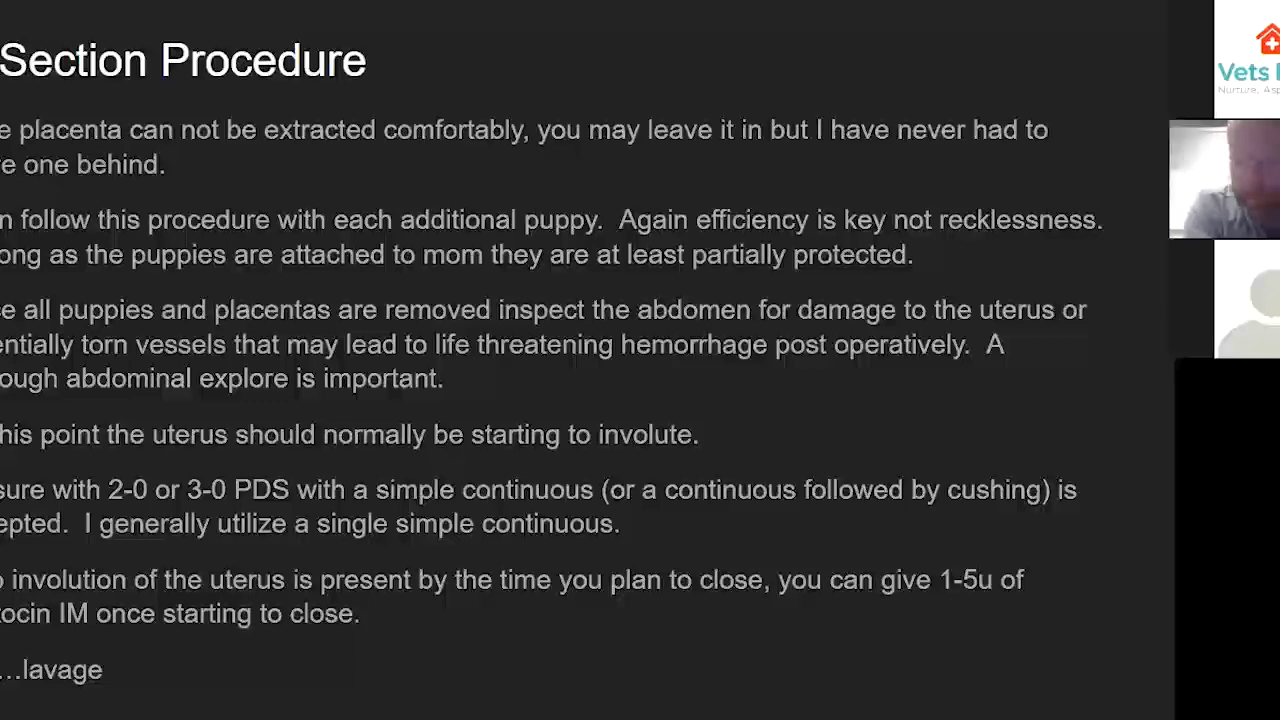 Section Procedure
e placenta can not be extracted comfortably, you may leave it in but I have never had to
e one behind.
n follow this procedure with each additional puppy.  Again efficiency is key not recklessness.
ong as the puppies are attached to mom they are at least partially protected.
e all puppies and placentas are removed inspect the abdomen for damage to the uterus or
entially torn vessels that may lead to life threatening hemorrhage post operatively.  A
ough abdominal explore is important.
his point the uterus should normally be starting to involute.
sure with 2-0 or 3-0 PDS with a simple continuous (or a continuous followed by cushing) is
epted.  I generally utilize a single simple continuous.
o involution of the uterus is present by the time you plan to close, you can give 1-5u of
tocin IM once starting to close.
…lavage
Vets
Nurture, Asp